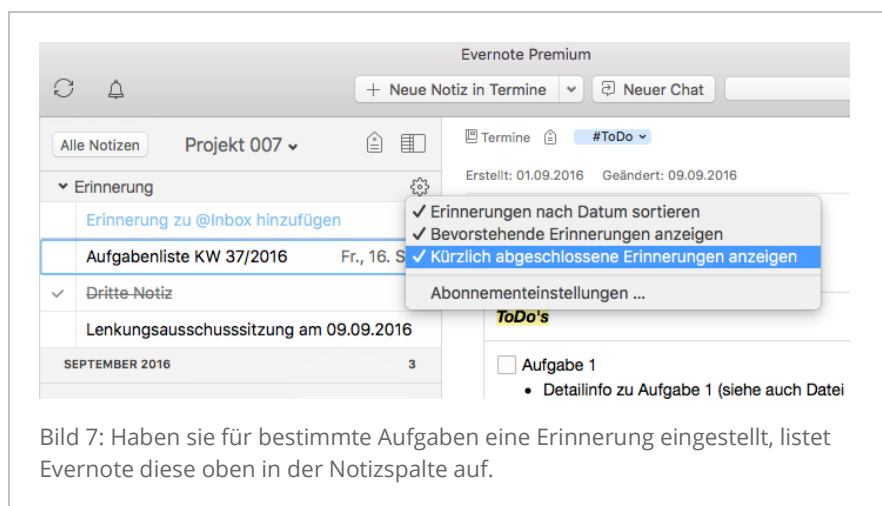 Evernote Premium
+ Neue Notiz in Termine
Neuer Chat
Alle Notizen
Projekt 007
Termine
#ToDo
Erstellt: 01.09.2016 Geändert: 09.09.2016
Erinnerung
✓ Erinnerungen nach Datum sortieren
Erinnerung zu @Inbox hinzufügen
✓ Bevorstehende Erinnerungen anzeigen
Aufgabenliste KW 37/2016 Fr., 16. S
✓ Kürzlich abgeschlossene Erinnerungen anzeigen
Dritte Notiz
Abonnementeinstellungen ...
Lenkungsausschusssitzung am 09.09.2016
ToDo's
SEPTEMBER 2016 3
Aufgabe 1
• Detailinfo zu Aufgabe 1 (siehe auch Datei
Bild 7: Haben sie für bestimmte Aufgaben eine Erinnerung eingestellt, listet
Evernote diese oben in der Notizspalte auf.